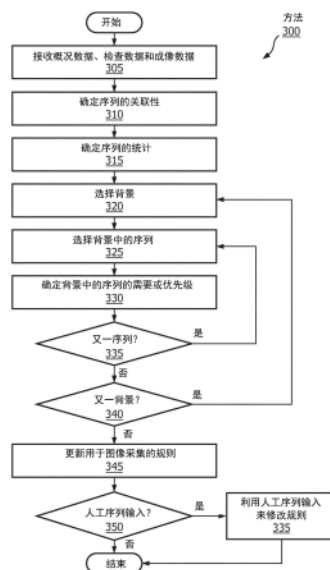 开始
方法
300
接收概况数据、检查数据和成像数据
305
确定序列的关联性
310
确定序列的统计
315
选择背景
320
选择背景中的序列
325
确定背景中的序列的需要或优先级
330
又一序列?
335
是
否
又一背景?
340
是
否
更新用于图像采集的规则
345
人工序列输入?
350
是
否
利用人工序列输入
来修改规则
335
结束